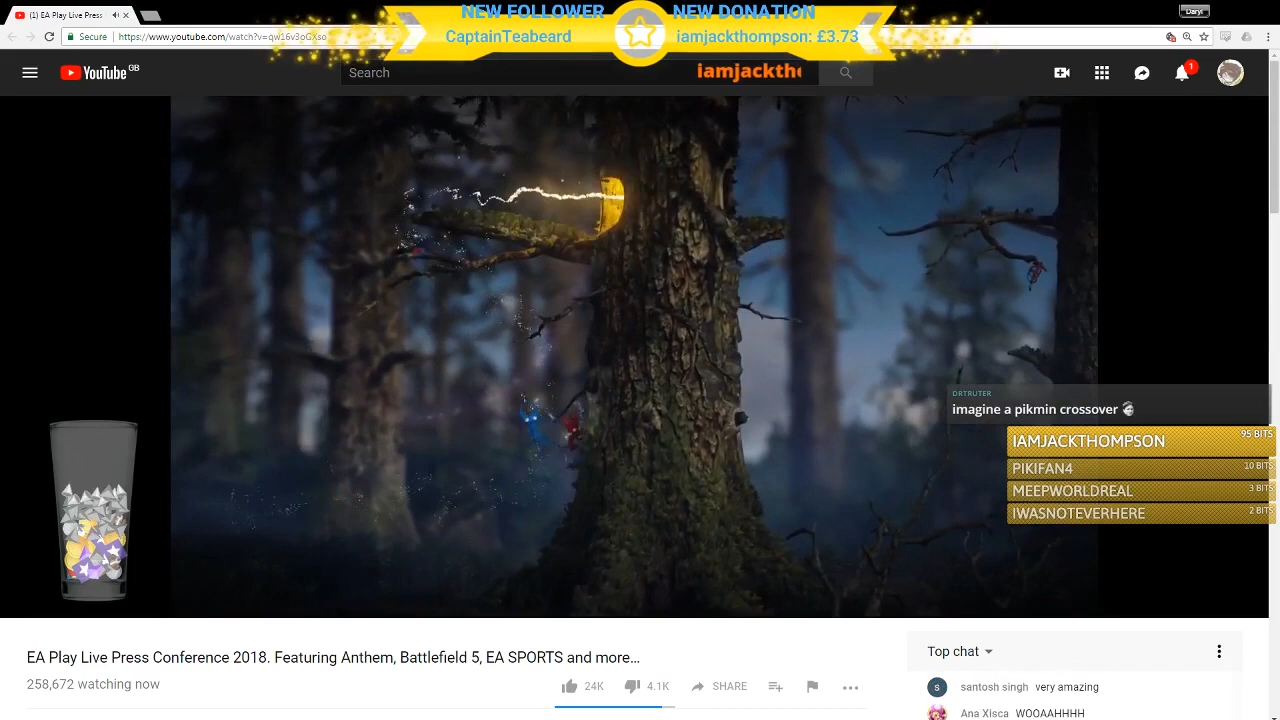 NEW FOLLOWER
NEW DONATION
CaptainTeabeard
iamjackthompson: £3.73
(1) EA Play Live Press
Daryl
Secure
https://www.youtube.com/watch?v=qw16v3oGXso
YouTube GB
Search
iamjackth
1
DRTRUTER
imagine a pikmin crossover
IAMJACKTHOMPSON 95 BITS
PIKIFAN4 10 BITS
MEEPWORLDREAL 3 BITS
IWASNOTEVERHERE 2 BITS
EA Play Live Press Conference 2018. Featuring Anthem, Battlefield 5, EA SPORTS and more...
258,672 watching now
24K
4.1K
SHARE
Top chat
s
santosh singh very amazing
Ana Xisca WOOAAHHHH